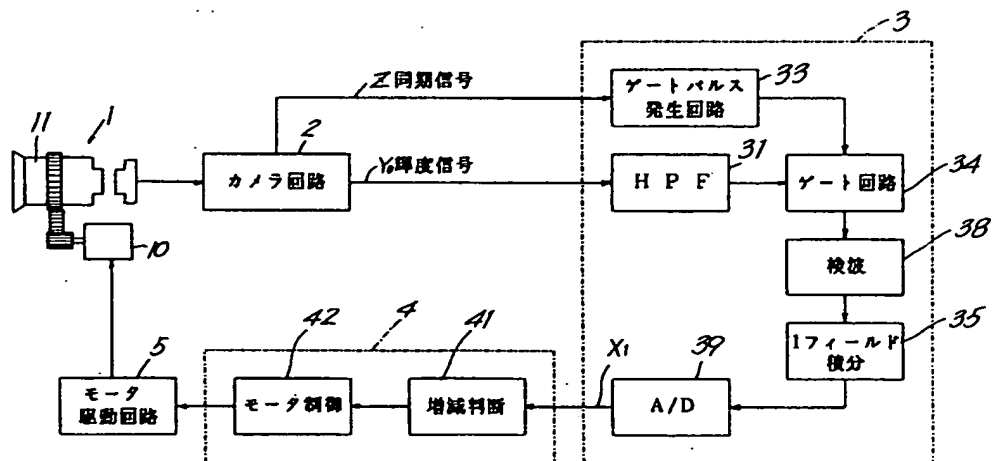 3
Z同期信号
ゲートパルス
発生回路
33
11
1
2
カメラ回路
Y₀輝度信号
31
H P F
ゲート回路
34
10
検波
38
42
4
41
1フィールド
積分
35
5
モータ
駆動回路
モータ制御
増減判断
X₁
39
A/D